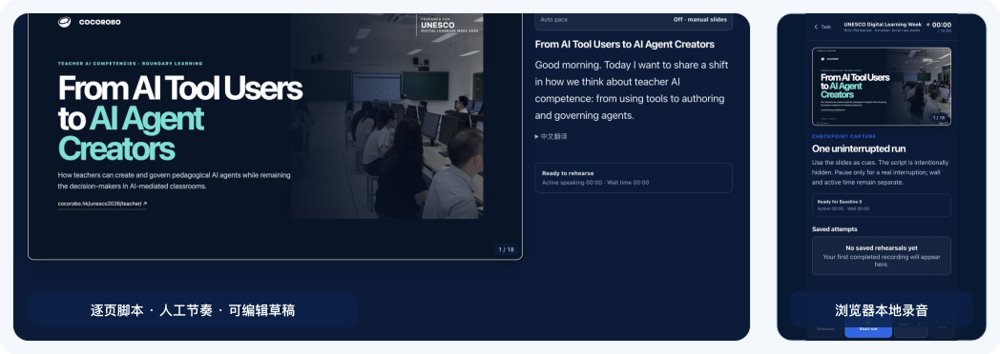 COCOROBO
PREPARED FOR
UNESCO
DIGITAL LEARNING WEEK 2026
TEACHER AI COMPETENCIES · BOUNDARY LEARNING
From AI Tool Users
to AI Agent
Creators
How teachers can create and govern pedagogical AI agents while remaining
the decision-makers in AI-mediated classrooms.
cocorobo.hk/unesco2026/teacher/ ↗
1 / 18
Auto pace
Off · manual slides
From AI Tool Users to AI Agent Creators
Good morning. Today I want to share a shift
in how we think about teacher AI
competence: from using tools to authoring
and governing agents.
▶ 中文翻译
Ready to rehearse
Active speaking 00:00 · Wall time 00:00
逐页脚本 · 人工节奏 · 可编辑草稿
Task
UNESCO Digital Learning Week
Solo Rehearsal · browser-local raw audio
00:00
/ 10:00
From AI Tool Users
to AI Agent
Creators
1 / 18
CHECKPOINT CAPTURE
One uninterrupted run
Use the slides as cues. The script is intentionally
hidden. Pause only for a real interruption; wall
and active time remain separate.
Ready for Baseline 0
Active 00:00 · Wall 00:00
Saved attempts
No saved rehearsals yet
Your first completed recording will appear
here.
浏览器本地录音
Previous
Start run